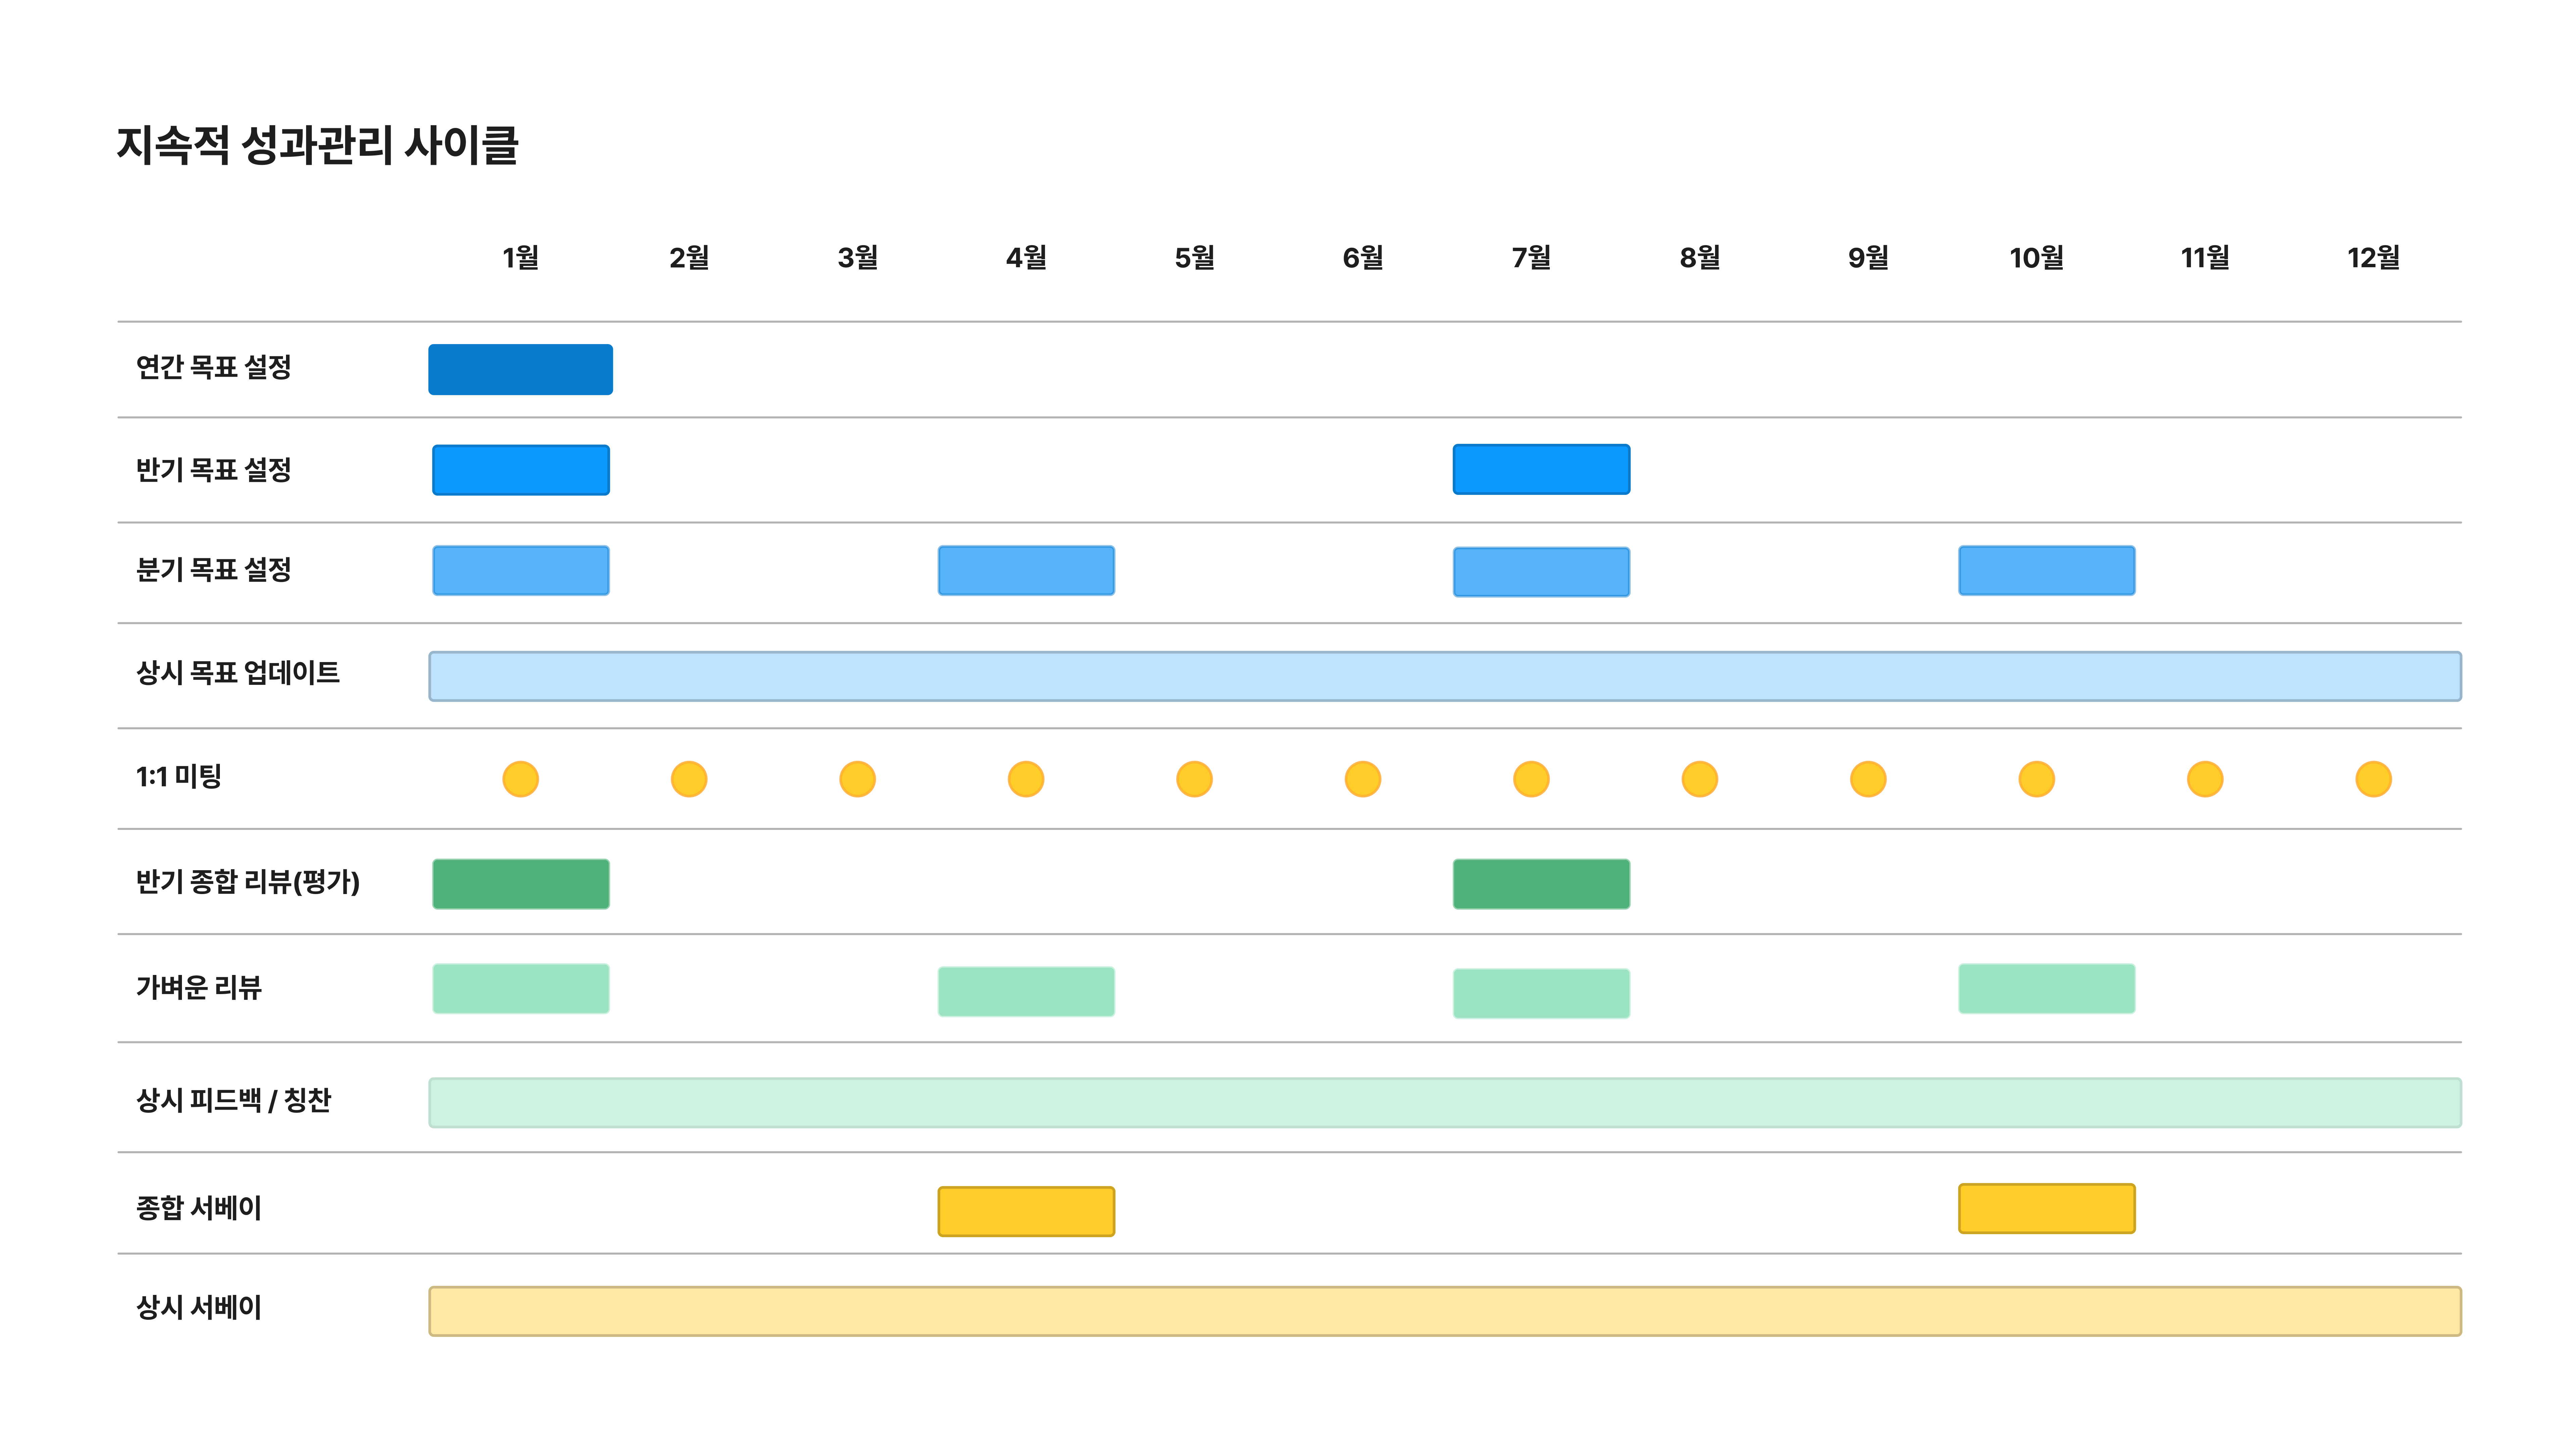 지속적 성과관리 사이클
1월 2월 3월 4월 5월 6월 7월 8월 9월 10월 11월 12월
연간 목표 설정
반기 목표 설정
분기 목표 설정
상시 목표 업데이트
1:1 미팅
반기 종합 리뷰(평가)
가벼운 리뷰
상시 피드백 / 칭찬
종합 서베이
상시 서베이